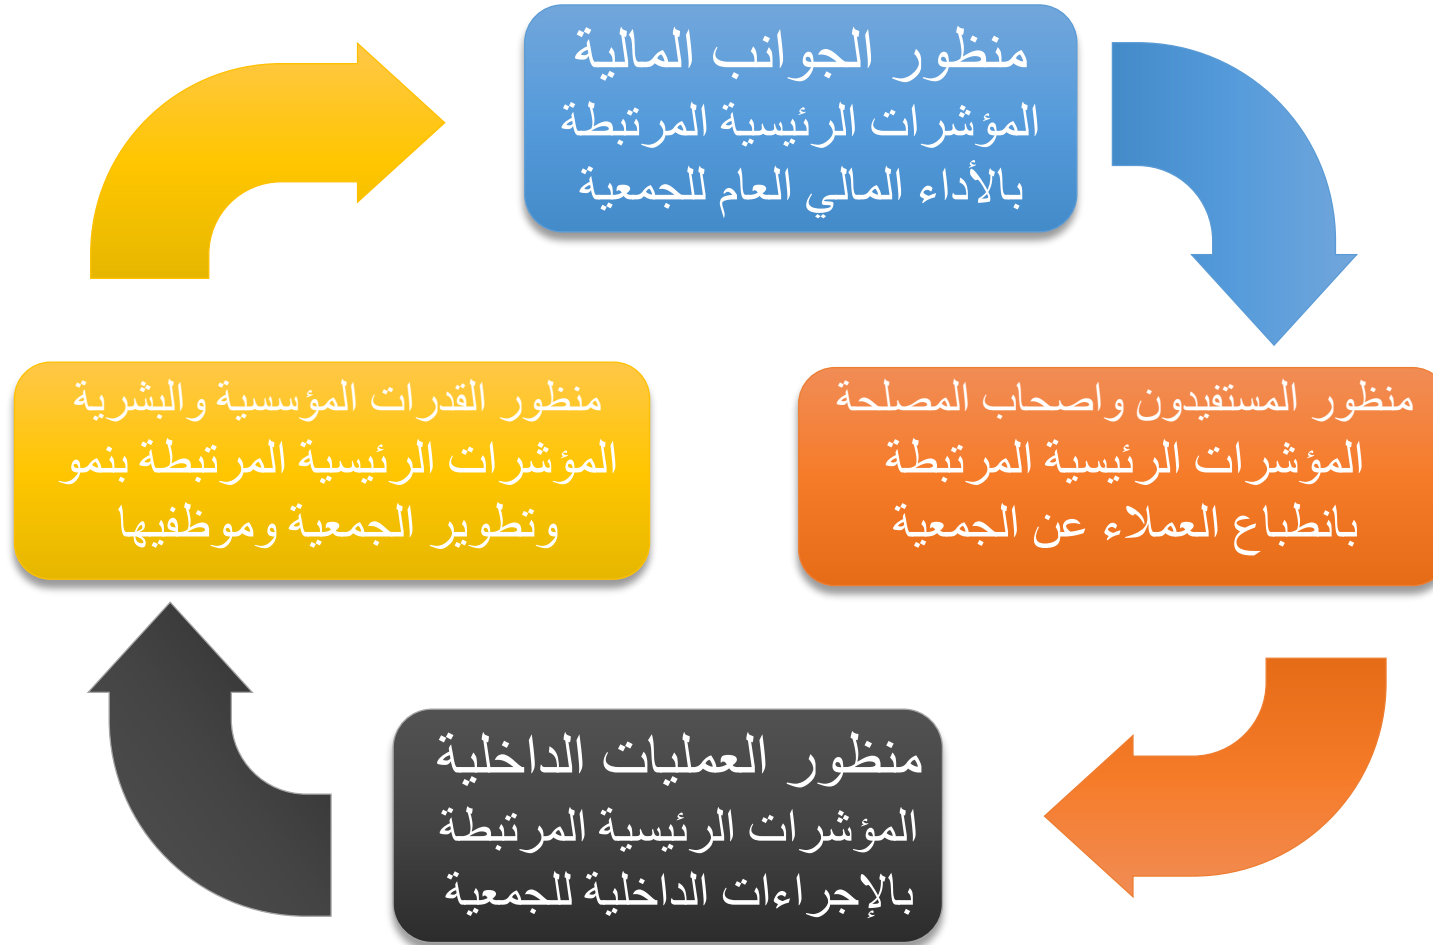 منظور الجوانب المالية
المؤشرات الرئيسية المرتبطة
بالأداء المالي العام للجمعية
منظور المستفيدون واصحاب المصلحة
المؤشرات الرئيسية المرتبطة
بانطباع العملاء عن الجمعية
منظور العمليات الداخلية
المؤشرات الرئيسية المرتبطة
بالإجراءات الداخلية للجمعية
منظور القدرات المؤسسية والبشرية
المؤشرات الرئيسية المرتبطة بنمو
وتطوير الجمعية وموظفيها